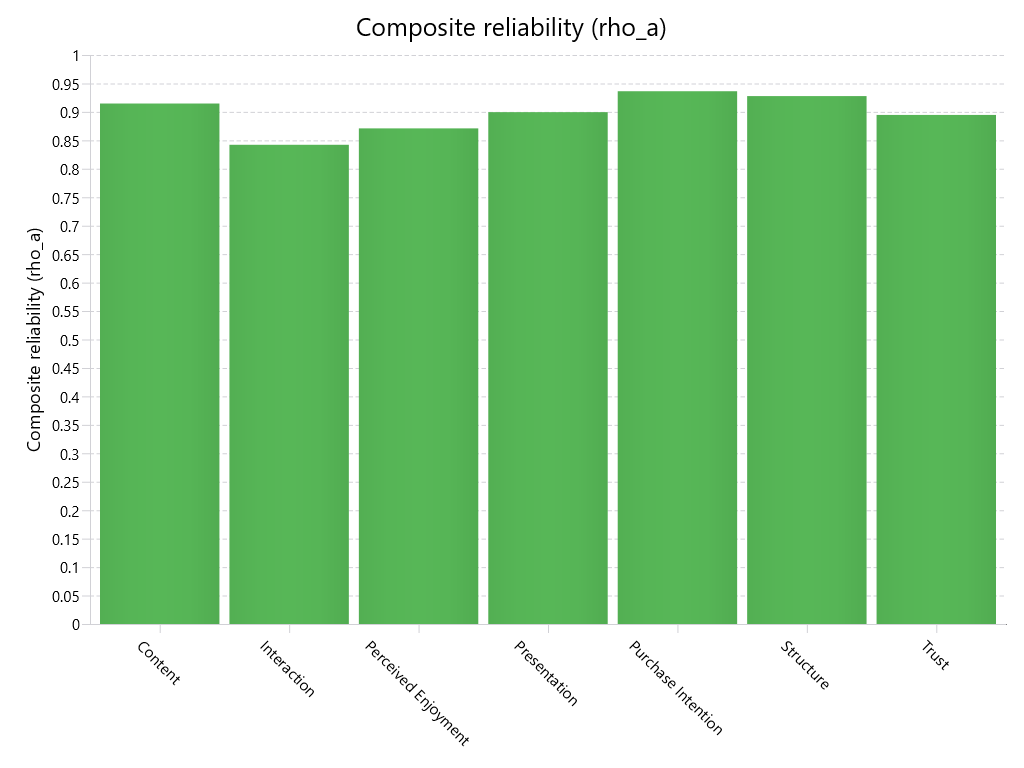 Composite reliability (rho_a)
Composite reliability (rho_a)
1
0.95
0.9
0.85
0.8
0.75
0.7
0.65
0.6
0.55
0.5
0.45
0.4
0.35
0.3
0.25
0.2
0.15
0.1
0.05
0
Content
Interaction
Perceived Enjoyment
Presentation
Purchase Intention
Structure
Trust